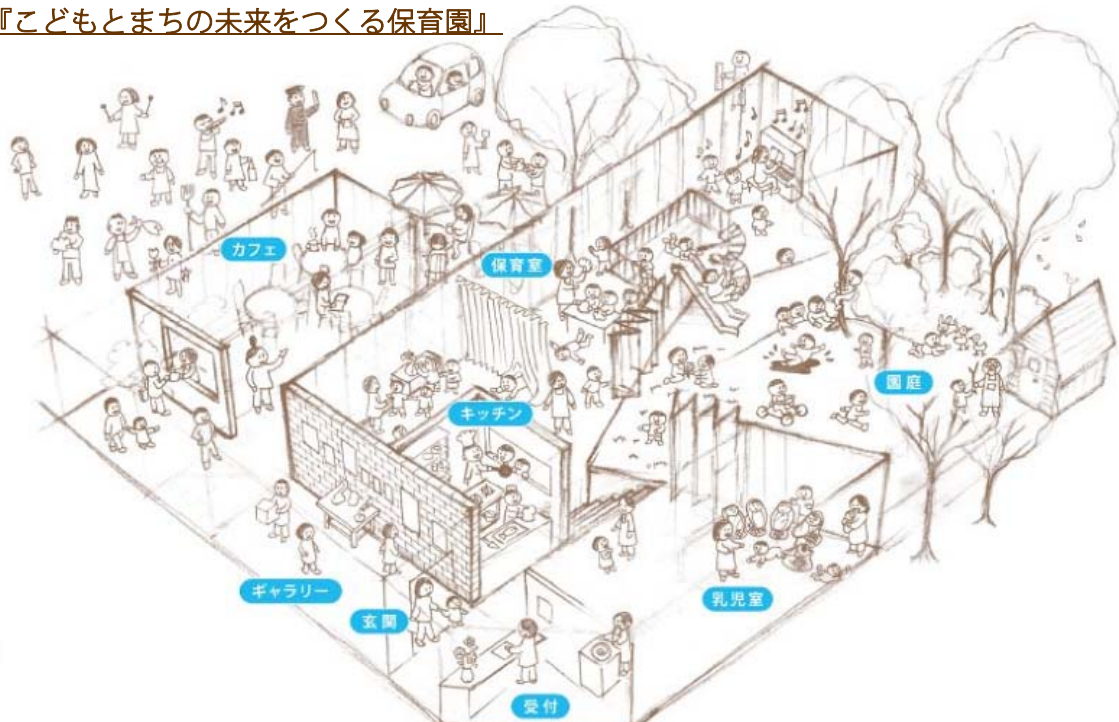 『こどもとまちの未来をつくる保育園』
カフェ
保育室
キッチン
園庭
ギャラリー
玄関
乳児室
受付